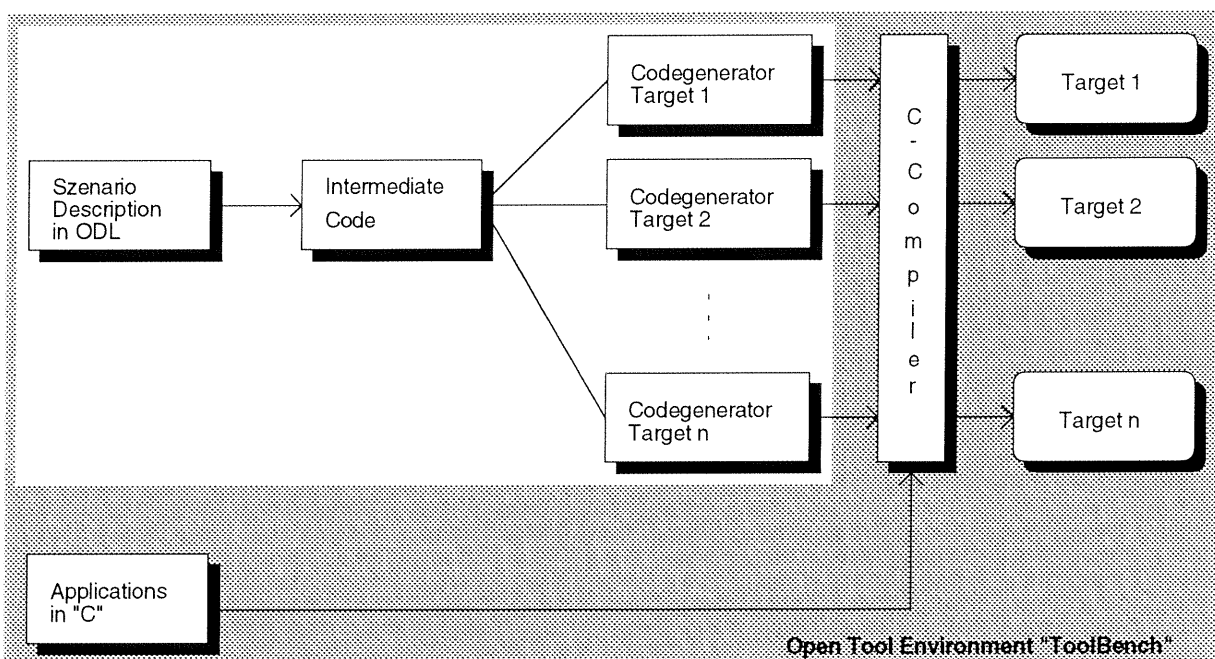 Codegenerator
Target 1
C-Compiler
Target 1
Szenario
Description
in ODL
Intermediate
Code
Codegenerator
Target 2
Target 2
Codegenerator
Target n
Target n
Applications
in "C"
Open Tool Environment "ToolBench"